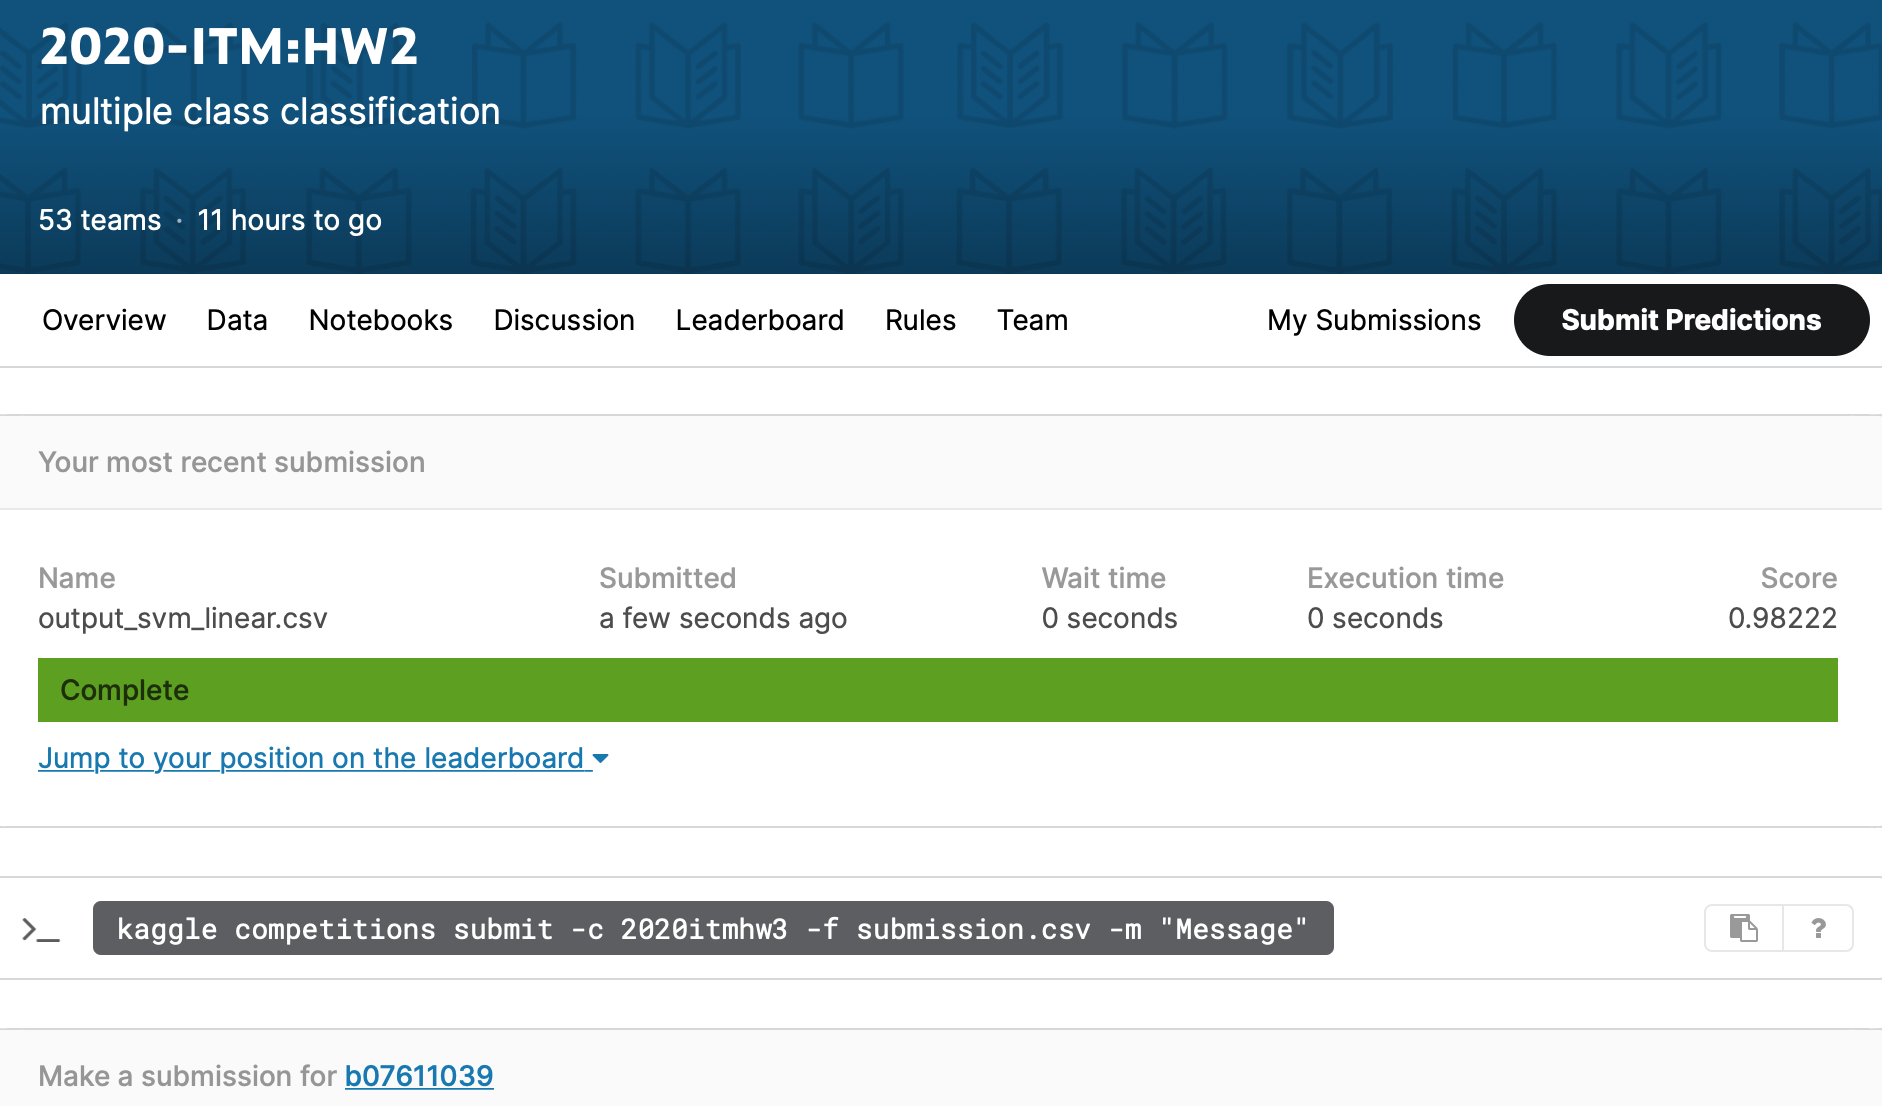 2020-ITM:HW2
multiple class classification
53 teams · 11 hours to go
Overview Data Notebooks Discussion Leaderboard Rules Team My Submissions Submit Predictions
Your most recent submission
Name Submitted Wait time Execution time Score
output_svm_linear.csv a few seconds ago 0 seconds 0 seconds 0.98222
Complete
Jump to your position on the leaderboard
>_ kaggle competitions submit -c 2020itmhw3 -f submission.csv -m "Message" ?
Make a submission for b07611039